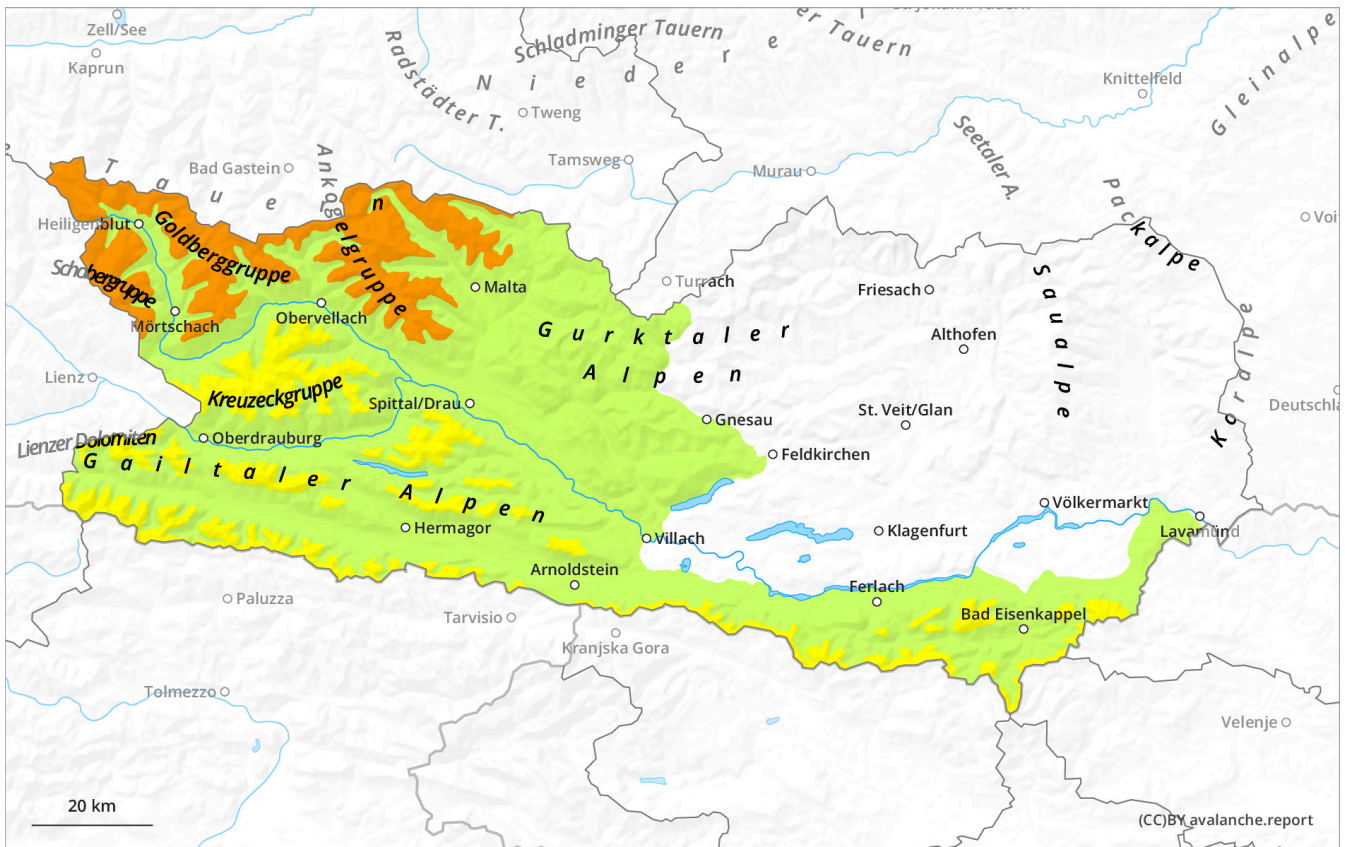 Zell/See
Kaprun
Radstädter T.
Schladminger Tauern
Niedere Tauern
Tweng
Knittelfeld
Gleinalpe
Seetaler A.
Tamsweg
Murau
Bad Gastein
Tauern
Ankogelgruppe
Packalpe
Heiligenblut
Goldberggruppe
Schobergruppe
Mörtschach
Obervellach
Malta
Turrach
Friesach
Saualpe
Koralpe
Gurktaler
Alpen
Althofen
Lienz
Kreuzeckgruppe
Spittal/Drau
Gnesau
St. Veit/Glan
Lienzer Dolomiten
Oberdrauburg
Feldkirchen
Gailtaler Alpen
Hermagor
Villach
Klagenfurt
Völkermarkt
Lavamünd
Arnoldstein
Ferlach
Bad Eisenkappel
Paluzza
Tarvisio
Kranjska Gora
Tolmezzo
Velenje
20 km
(CC)BY avalanche.report